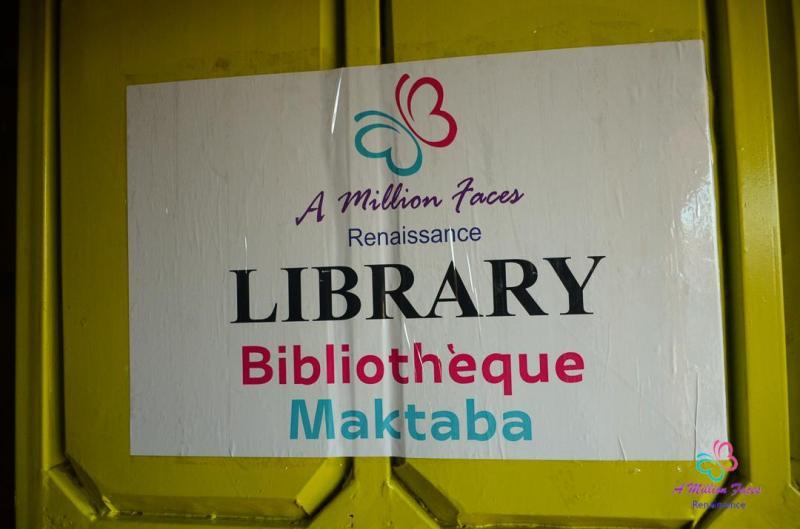 A Million Faces
Renaissance
LIBRARY
Bibliothèque
Maktaba
A Million Faces
Renaissance